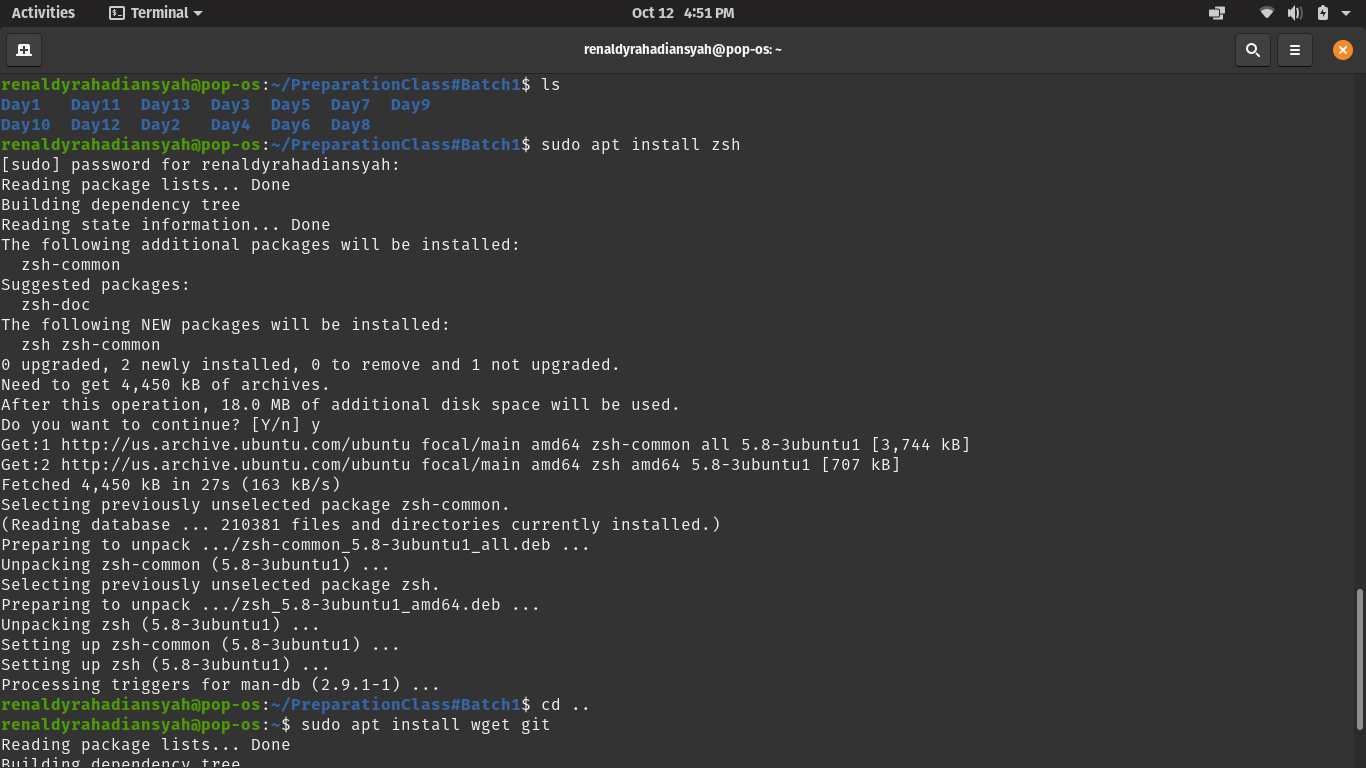 Activities Terminal Oct 12 4:51 PM
renaldyrahadiansyah@pop-os: ~
renaldyrahadiansyah@pop-os:~/PreparationClass#Batch1$ ls
Day1 Day11 Day13 Day3 Day5 Day7 Day9
Day10 Day12 Day2 Day4 Day6 Day8
renaldyrahadiansyah@pop-os:~/PreparationClass#Batch1$ sudo apt install zsh
[sudo] password for renaldyrahadiansyah:
Reading package lists... Done
Building dependency tree
Reading state information... Done
The following additional packages will be installed:
  zsh-common
Suggested packages:
  zsh-doc
The following NEW packages will be installed:
  zsh zsh-common
0 upgraded, 2 newly installed, 0 to remove and 1 not upgraded.
Need to get 4,450 kB of archives.
After this operation, 18.0 MB of additional disk space will be used.
Do you want to continue? [Y/n] y
Get:1 http://us.archive.ubuntu.com/ubuntu focal/main amd64 zsh-common all 5.8-3ubuntu1 [3,744 kB]
Get:2 http://us.archive.ubuntu.com/ubuntu focal/main amd64 zsh amd64 5.8-3ubuntu1 [707 kB]
Fetched 4,450 kB in 27s (163 kB/s)
Selecting previously unselected package zsh-common.
(Reading database ... 210381 files and directories currently installed.)
Preparing to unpack .../zsh-common_5.8-3ubuntu1_all.deb ...
Unpacking zsh-common (5.8-3ubuntu1) ...
Selecting previously unselected package zsh.
Preparing to unpack .../zsh_5.8-3ubuntu1_amd64.deb ...
Unpacking zsh (5.8-3ubuntu1) ...
Setting up zsh-common (5.8-3ubuntu1) ...
Setting up zsh (5.8-3ubuntu1) ...
Processing triggers for man-db (2.9.1-1) ...
renaldyrahadiansyah@pop-os:~/PreparationClass#Batch1$ cd ..
renaldyrahadiansyah@pop-os:~$ sudo apt install wget git
Reading package lists... Done
Building dependency tree